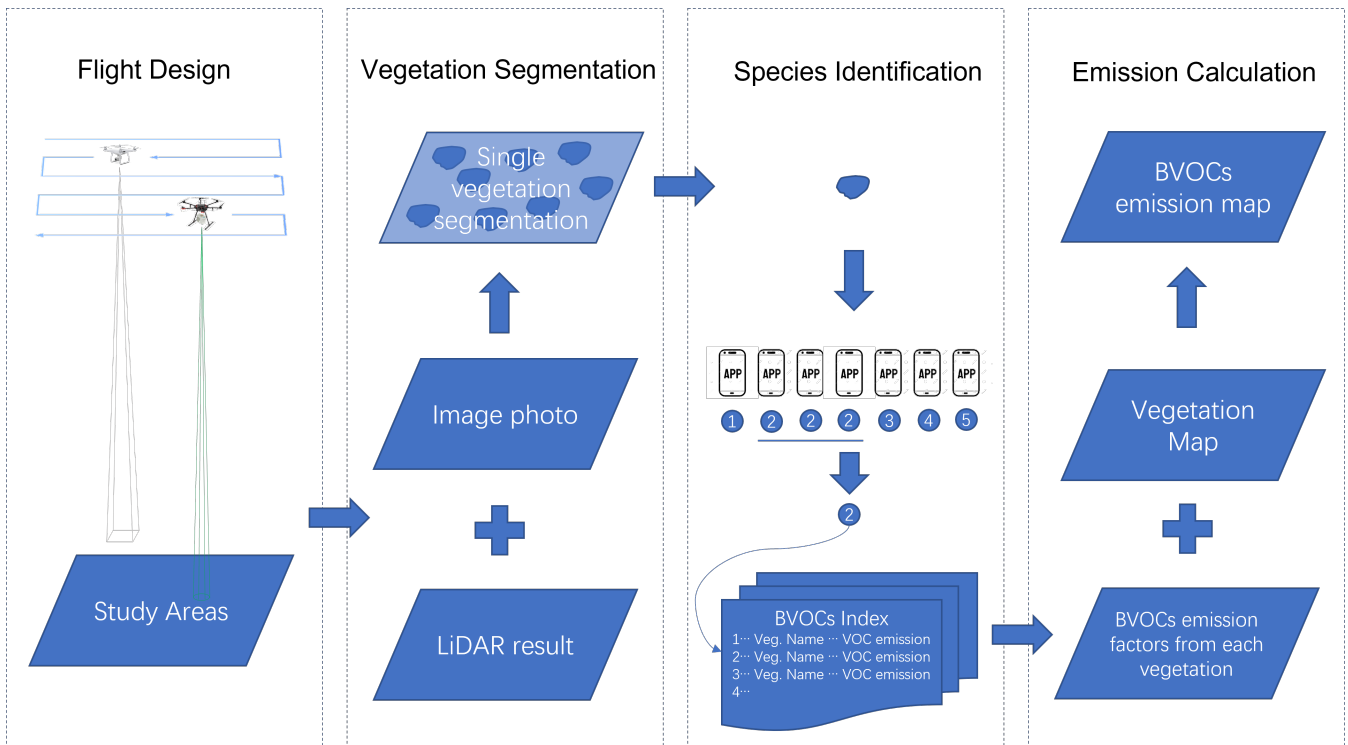 Flight Design
Study Areas
Vegetation Segmentation
Single
vegetation
segmentation
Image photo
LiDAR result
Species Identification
APP APP APP APP APP APP APP
1 2 2 2 3 4 5
2
BVOCs Index
1··· Veg. Name ··· VOC emission
2··· Veg. Name ··· VOC emission
3··· Veg. Name ··· VOC emission
4···
Emission Calculation
BVOCs
emission map
Vegetation
Map
BVOCs emission
factors from each
vegetation